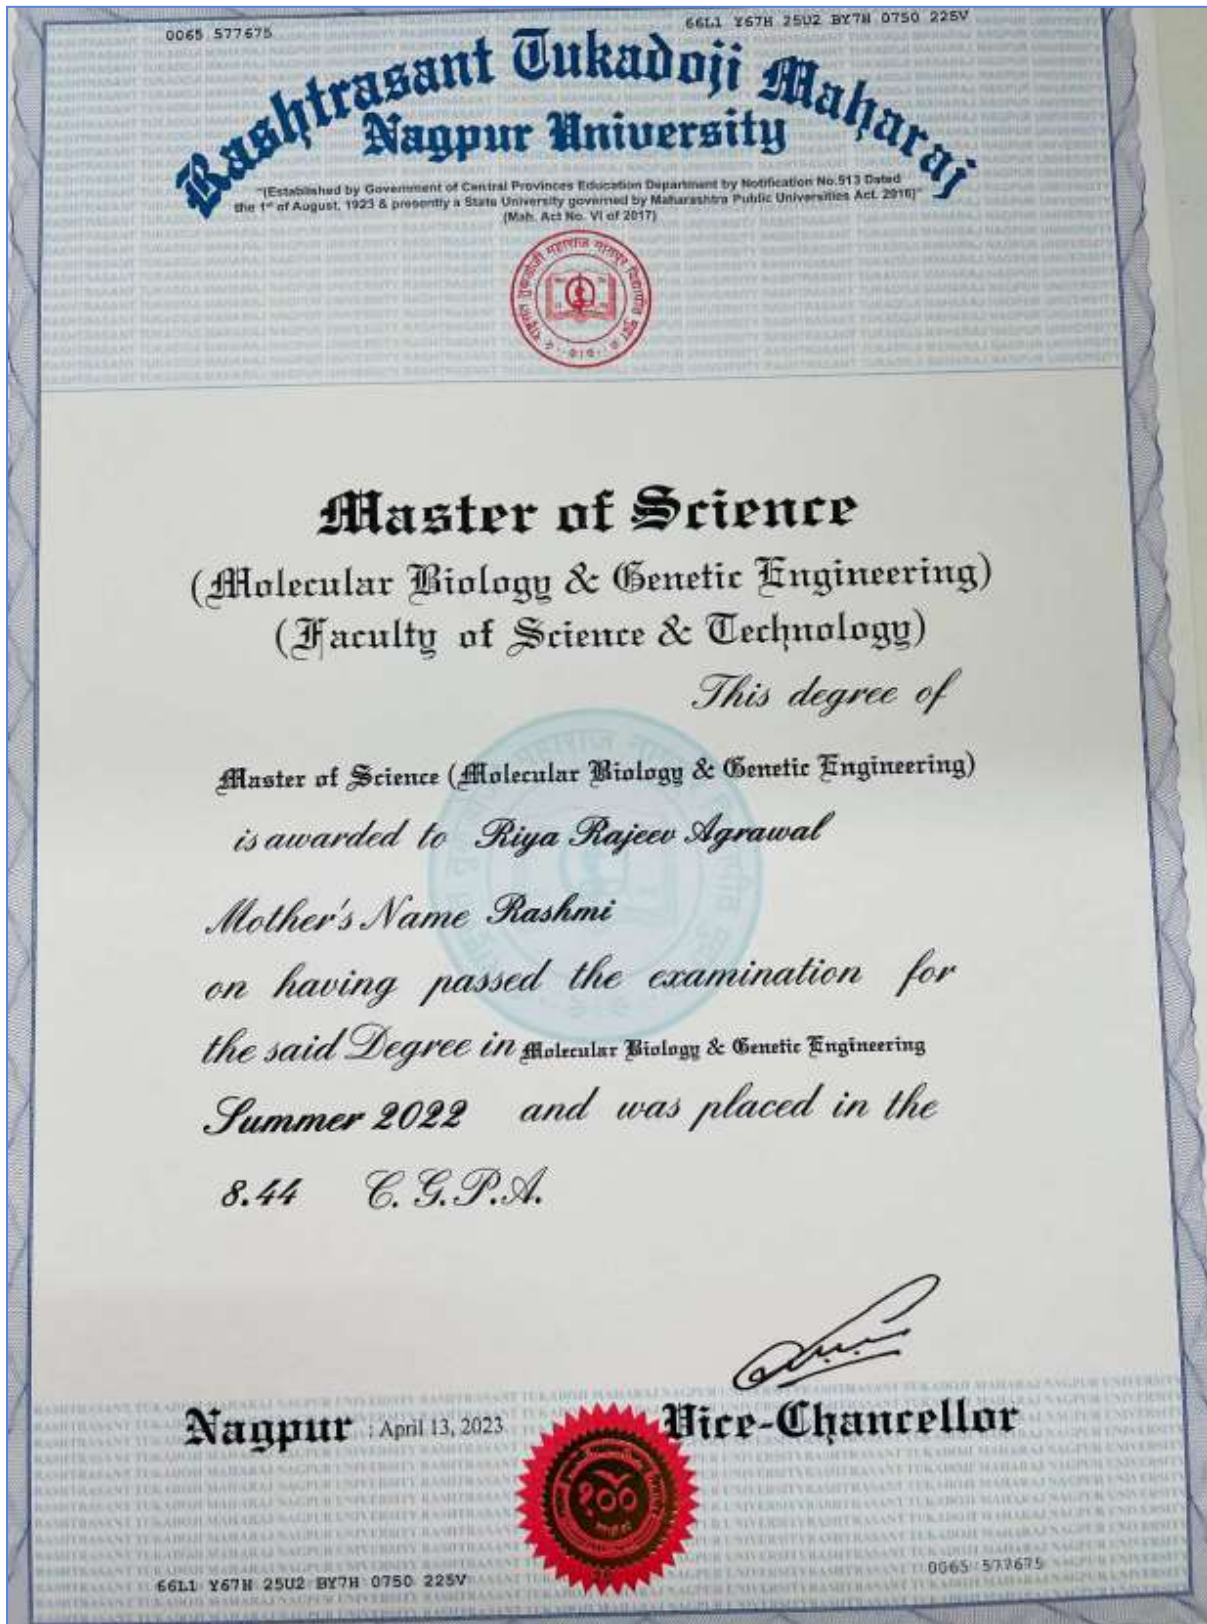 0065 577675
66L1 Y67H 25U2 BY7H 0750 225V
Rashtrasant Tukadoji Maharaj
Nagpur University
"(Established by Government of Central Provinces Education Department by Notification No.513 Dated
the 1st of August, 1923 & presently a State University governed by Maharashtra Public Universities Act. 2016)"
(Mah. Act No. VI of 2017)
Master of Science
(Molecular Biology & Genetic Engineering)
(Faculty of Science & Technology)
This degree of
Master of Science (Molecular Biology & Genetic Engineering)
is awarded to Riya Rajeev Agrawal
Mother's Name Rashmi
on having passed the examination for
the said Degree in Molecular Biology & Genetic Engineering
Summer 2022 and was placed in the
8.44 C. G.P.A.
Nagpur : April 13, 2023
Vice-Chancellor
१००
66L1 Y67H 25U2 BY7H 0750 225V
0065 577675